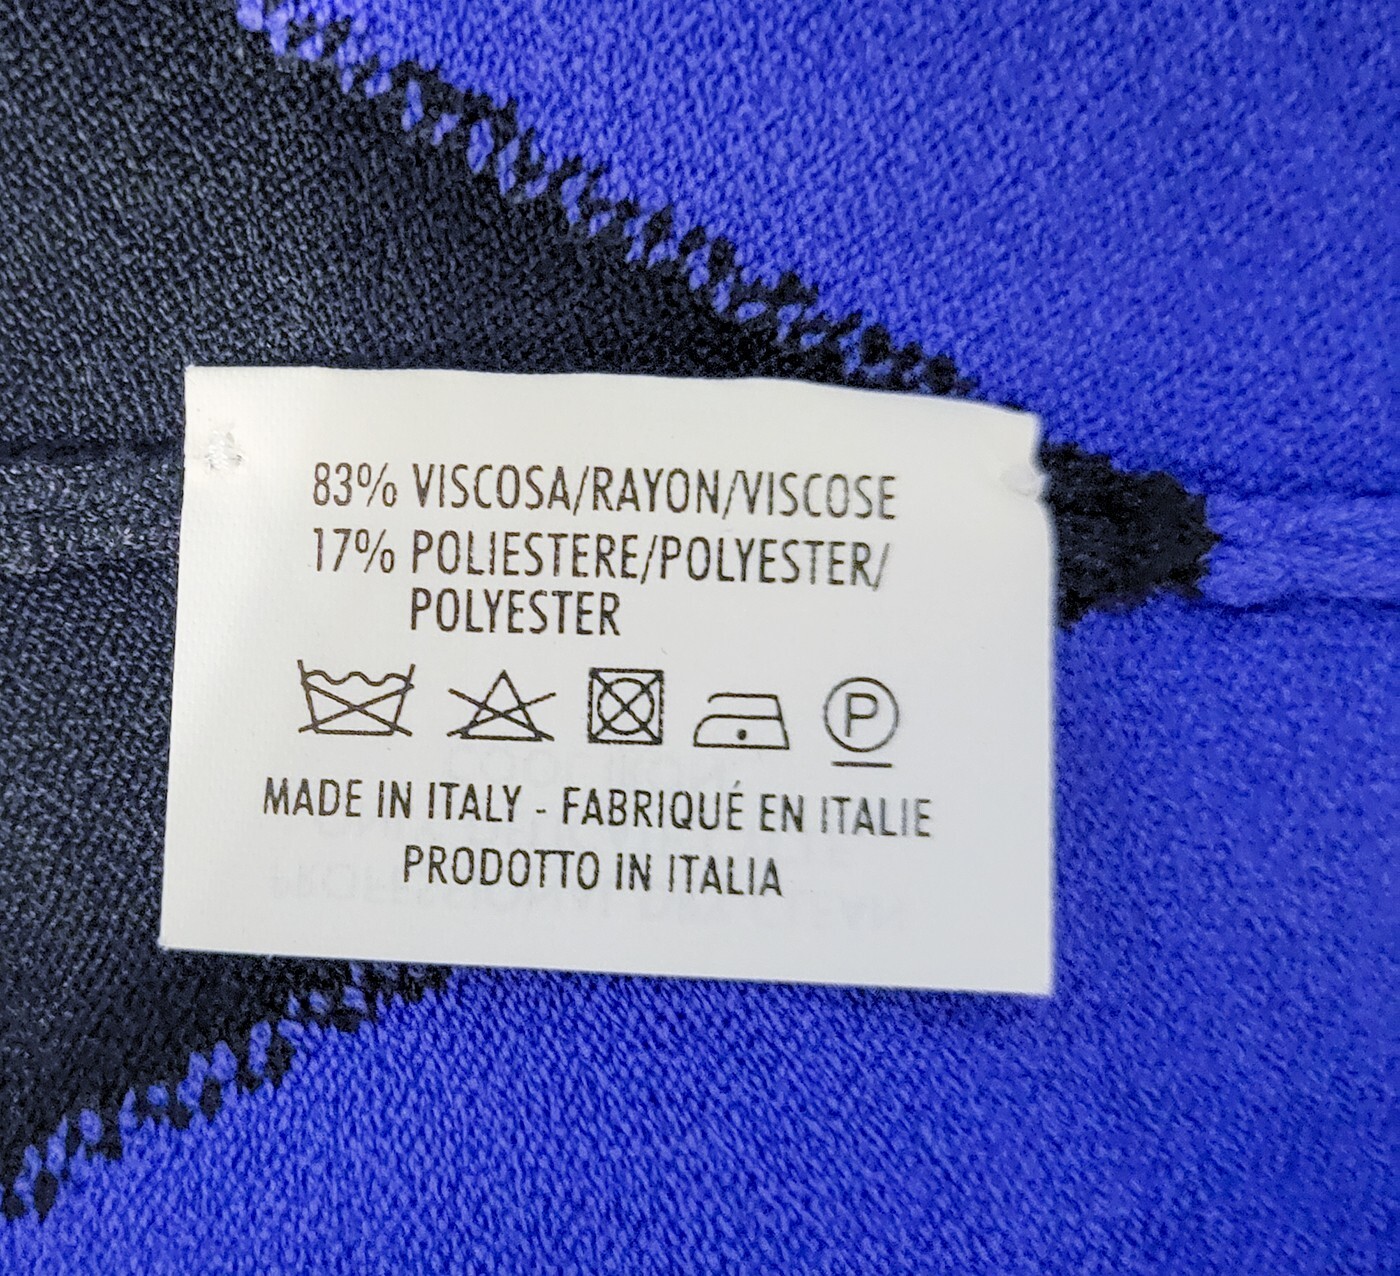 83% VISCOSA/RAYON/VISCOSE
17% POLIESTERE/POLYESTER/
POLYESTER
P
MADE IN ITALY - FABRIQUÉ EN ITALIE
PRODOTTO IN ITALIA